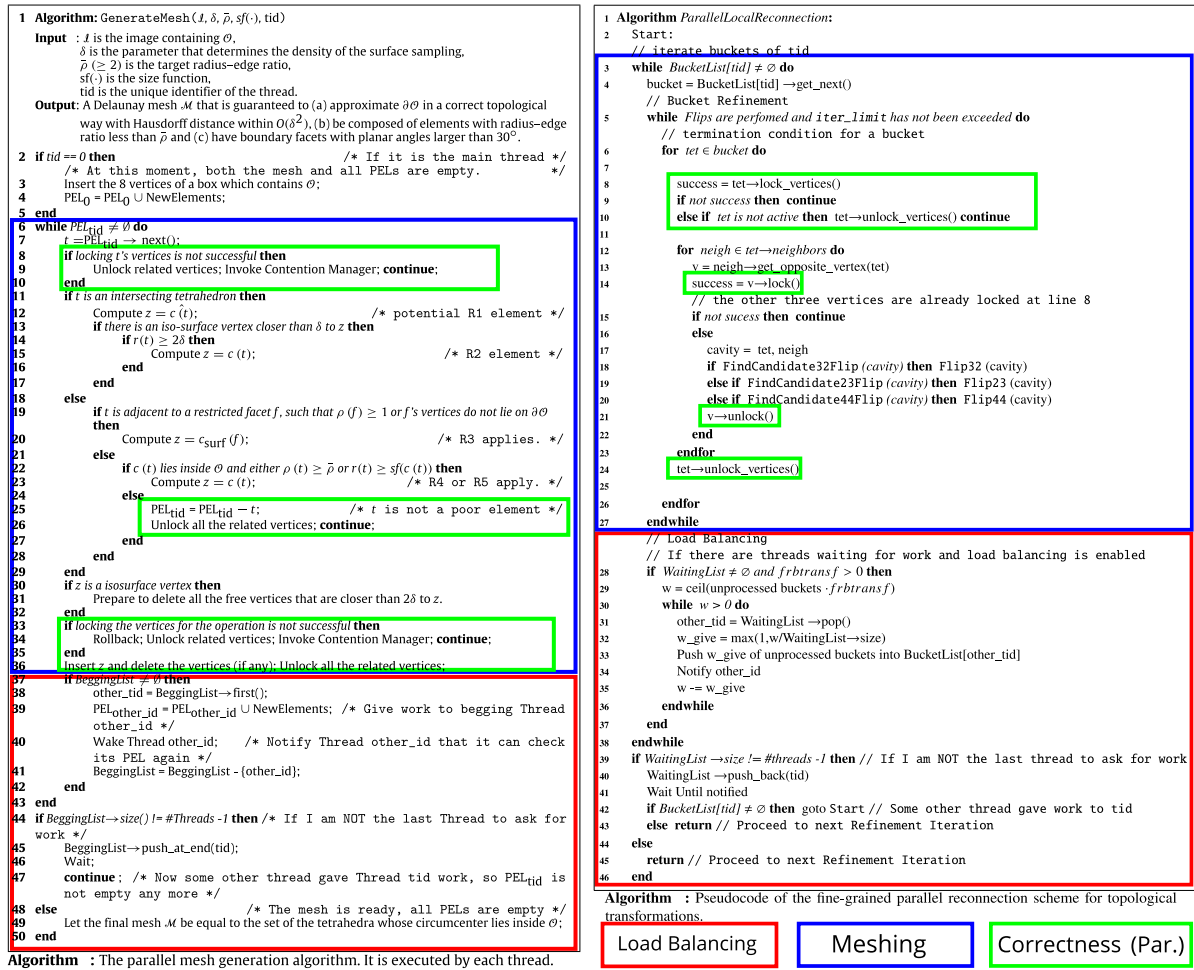 1 Algorithm: GenerateMesh(𝓘, δ, ρ̄, sf(·), tid)
Input : 𝓘 is the image containing 𝒪,
δ is the parameter that determines the density of the surface sampling,
ρ̄ (≥ 2) is the target radius–edge ratio,
sf(·) is the size function,
tid is the unique identifier of the thread.
Output: A Delaunay mesh ℳ that is guaranteed to (a) approximate ∂𝒪 in a correct topological
way with Hausdorff distance within O(δ²), (b) be composed of elements with radius–edge
ratio less than ρ̄ and (c) have boundary facets with planar angles larger than 30°.
2 if tid == 0 then /* If it is the main thread */
/* At this moment, both the mesh and all PELs are empty. */
3 Insert the 8 vertices of a box which contains 𝒪;
4 PEL₀ = PEL₀ ∪ NewElements;
5 end
6 while PELtid ≠ ∅ do
7 t =PELtid → next();
8 if locking t's vertices is not successful then
9 Unlock related vertices; Invoke Contention Manager; continue;
10 end
11 if t is an intersecting tetrahedron then
12 Compute z = ĉ (t); /* potential R1 element */
13 if there is an iso-surface vertex closer than δ to z then
14 if r(t) ≥ 2δ then
15 Compute z = c (t); /* R2 element */
16 end
17 end
18 else
19 if t is adjacent to a restricted facet f, such that ρ (f) ≥ 1 or f's vertices do not lie on ∂𝒪
then
20 Compute z = csurf (f); /* R3 applies. */
21 else
22 if c (t) lies inside 𝒪 and either ρ (t) ≥ ρ̄ or r(t) ≥ sf(c (t)) then
23 Compute z = c (t); /* R4 or R5 apply. */
24 else
25 PELtid = PELtid − t; /* t is not a poor element */
26 Unlock all the related vertices; continue;
27 end
28 end
29 end
30 if z is a isosurface vertex then
31 Prepare to delete all the free vertices that are closer than 2δ to z.
32 end
33 if locking the vertices for the operation is not successful then
34 Rollback; Unlock related vertices; Invoke Contention Manager; continue;
35 end
36 Insert z and delete the vertices (if any); Unlock all the related vertices;
37 if BeggingList ≠ ∅ then
38 other_tid = BeggingList→first();
39 PELother_id = PELother_id ∪ NewElements; /* Give work to begging Thread
other_id */
40 Wake Thread other_id; /* Notify Thread other_id that it can check
its PEL again */
41 BeggingList = BeggingList - {other_id};
42 end
43 end
44 if BeggingList→size() != #Threads -1 then /* If I am NOT the last Thread to ask for
work */
45 BeggingList→push_at_end(tid);
46 Wait;
47 continue ; /* Now some other thread gave Thread tid work, so PELtid is
not empty any more */
48 else /* The mesh is ready, all PELs are empty */
49 Let the final mesh ℳ be equal to the set of the tetrahedra whose circumcenter lies inside 𝒪;
50 end
Algorithm : The parallel mesh generation algorithm. It is executed by each thread.
1 Algorithm ParallelLocalReconnection:
2 Start:
// iterate buckets of tid
3 while BucketList[tid] ≠ ∅ do
4 bucket = BucketList[tid] →get_next()
// Bucket Refinement
5 while Flips are perfomed and iter_limit has not been exceeded do
// termination condition for a bucket
6 for tet ∈ bucket do
7
8 success = tet→lock_vertices()
9 if not success then continue
10 else if tet is not active then tet→unlock_vertices() continue
11
12 for neigh ∈ tet→neighbors do
13 v = neigh→get_opposite_vertex(tet)
14 success = v→lock()
// the other three vertices are already locked at line 8
15 if not sucess then continue
16 else
17 cavity = tet, neigh
18 if FindCandidate32Flip (cavity) then Flip32 (cavity)
19 else if FindCandidate23Flip (cavity) then Flip23 (cavity)
20 else if FindCandidate44Flip (cavity) then Flip44 (cavity)
21 v→unlock()
22 end
23 endfor
24 tet→unlock_vertices()
25
26 endfor
27 endwhile
// Load Balancing
// If there are threads waiting for work and load balancing is enabled
28 if WaitingList ≠ ∅ and frbtransf > 0 then
29 w = ceil(unprocessed buckets · frbtransf)
30 while w > 0 do
31 other_tid = WaitingList →pop()
32 w_give = max(1,w/WaitingList→size)
33 Push w_give of unprocessed buckets into BucketList[other_tid]
34 Notify other_id
35 w -= w_give
36 endwhile
37 end
38 endwhile
39 if WaitingList →size != #threads -1 then // If I am NOT the last thread to ask for work
40 WaitingList →push_back(tid)
41 Wait Until notified
42 if BucketList[tid] ≠ ∅ then goto Start // Some other thread gave work to tid
43 else return // Proceed to next Refinement Iteration
44 else
45 return // Proceed to next Refinement Iteration
46 end
Algorithm : Pseudocode of the fine-grained parallel reconnection scheme for topological
transformations.
Load Balancing
Meshing
Correctness (Par.)